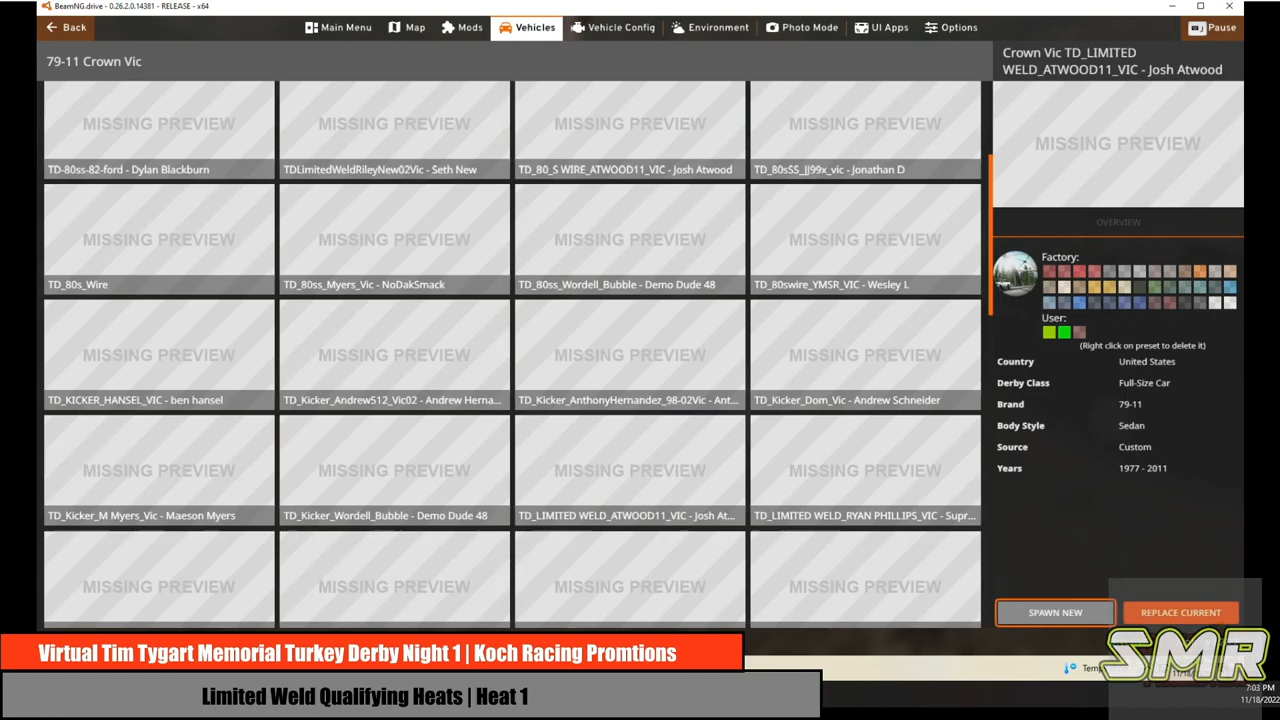 BeamNG.drive - 0.26.2.0.14381 - RELEASE - x64
Back
Main Menu
Map
Mods
Vehicles
Vehicle Config
Environment
Photo Mode
UI Apps
Options
Pause
79-11 Crown Vic
Crown Vic TD_LIMITED
WELD_ATWOOD11_VIC - Josh Atwood
MISSING PREVIEW
MISSING PREVIEW
MISSING PREVIEW
MISSING PREVIEW
MISSING PREVIEW
TD-80ss-82-ford - Dylan Blackburn
TDLimitedWeldRileyNew02Vic - Seth New
TD_80_S WIRE_ATWOOD11_VIC - Josh Atwood
TD_80sSS_JJ99x_vic - Jonathan D
MISSING PREVIEW
MISSING PREVIEW
MISSING PREVIEW
MISSING PREVIEW
TD_80s_Wire
TD_80ss_Myers_Vic - NoDakSmack
TD_80ss_Wordell_Bubble - Demo Dude 48
TD_80swire_YMSR_VIC - Wesley L
MISSING PREVIEW
MISSING PREVIEW
MISSING PREVIEW
MISSING PREVIEW
TD_KICKER_HANSEL_VIC - ben hansel
TD_Kicker_Andrew512_Vic02 - Andrew Herna...
TD_Kicker_AnthonyHernandez_98-02Vic - Ant...
TD_Kicker_Dom_Vic - Andrew Schneider
MISSING PREVIEW
MISSING PREVIEW
MISSING PREVIEW
MISSING PREVIEW
TD_Kicker_M Myers_Vic - Maeson Myers
TD_Kicker_Wordell_Bubble - Demo Dude 48
TD_LIMITED WELD_ATWOOD11_VIC - Josh At...
TD_LIMITED WELD_RYAN PHILLIPS_VIC - Supr...
MISSING PREVIEW
MISSING PREVIEW
MISSING PREVIEW
MISSING PREVIEW
OVERVIEW
Factory:
User:
(Right click on preset to delete it)
Country United States
Derby Class Full-Size Car
Brand 79-11
Body Style Sedan
Source Custom
Years 1977 - 2011
SPAWN NEW
REPLACE CURRENT
Virtual Tim Tygart Memorial Turkey Derby Night 1 | Koch Racing Promtions
Limited Weld Qualifying Heats | Heat 1
SMR
7:03 PM
11/18/2022